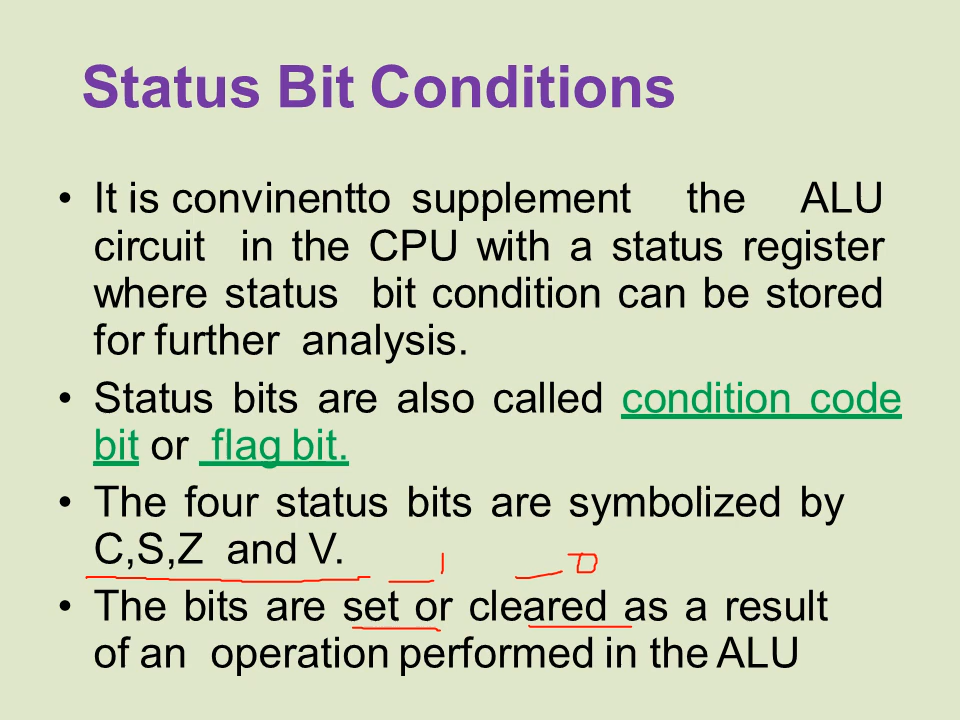 Status Bit Conditions
• It is convinentto supplement the ALU
circuit in the CPU with a status register
where status bit condition can be stored
for further analysis.
• Status bits are also called condition code
bit or flag bit.
• The four status bits are symbolized by
C,S,Z and V.
1 0
• The bits are set or cleared as a result
of an operation performed in the ALU